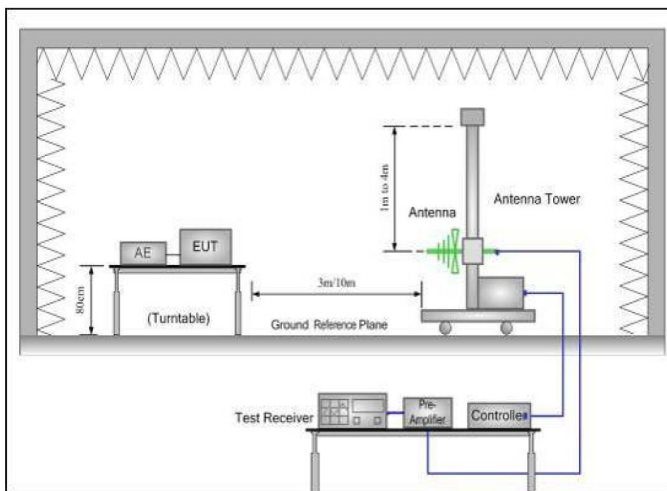 1m to 4m
Antenna
Antenna Tower
AE
EUT
80cm
(Turntable)
3m/10m
Ground Reference Plane
Test Receiver
Pre-
Amplifier
Controlle